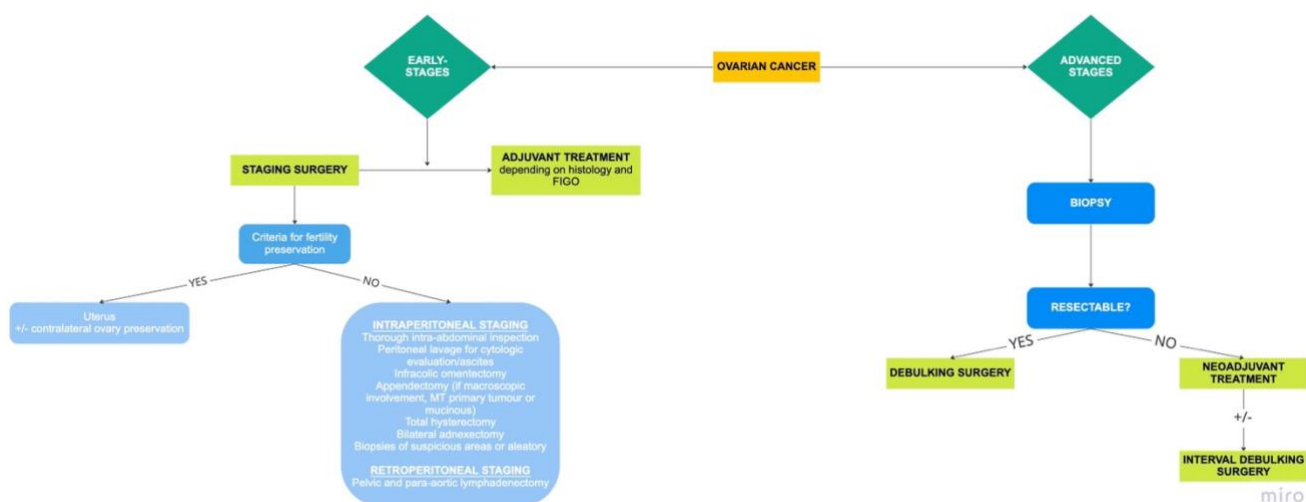 EARLY-
STAGES
OVARIAN CANCER
ADVANCED
STAGES
STAGING SURGERY
ADJUVANT TREATMENT
depending on histology and
FIGO
BIOPSY
Criteria for fertility
preservation
YES
NO
Uterus
+/- contralateral ovary preservation
INTRAPERITONEAL STAGING
Thorough intra-abdominal inspection
Peritoneal lavage for cytologic
evaluation/ascites
Infracolic omentectomy
Appendectomy (if macroscopic
involvement, MT primary tumour or
mucinous)
Total hysterectomy
Bilateral adnexectomy
Biopsies of suspicious areas or aleatory
RETROPERITONEAL STAGING
Pelvic and para-aortic lymphadenectomy
RESECTABLE?
YES
NO
DEBULKING SURGERY
NEOADJUVANT
TREATMENT
+/-
INTERVAL DEBULKING
SURGERY
miro